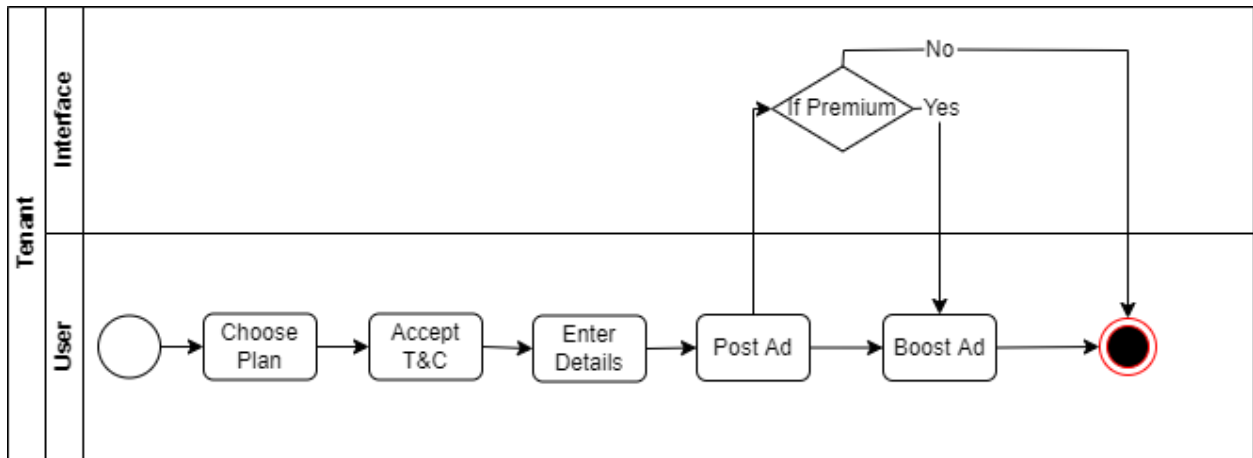 Tenant
Interface
No
If Premium
Yes
User
Choose
Plan
Accept
T&C
Enter
Details
Post Ad
Boost Ad